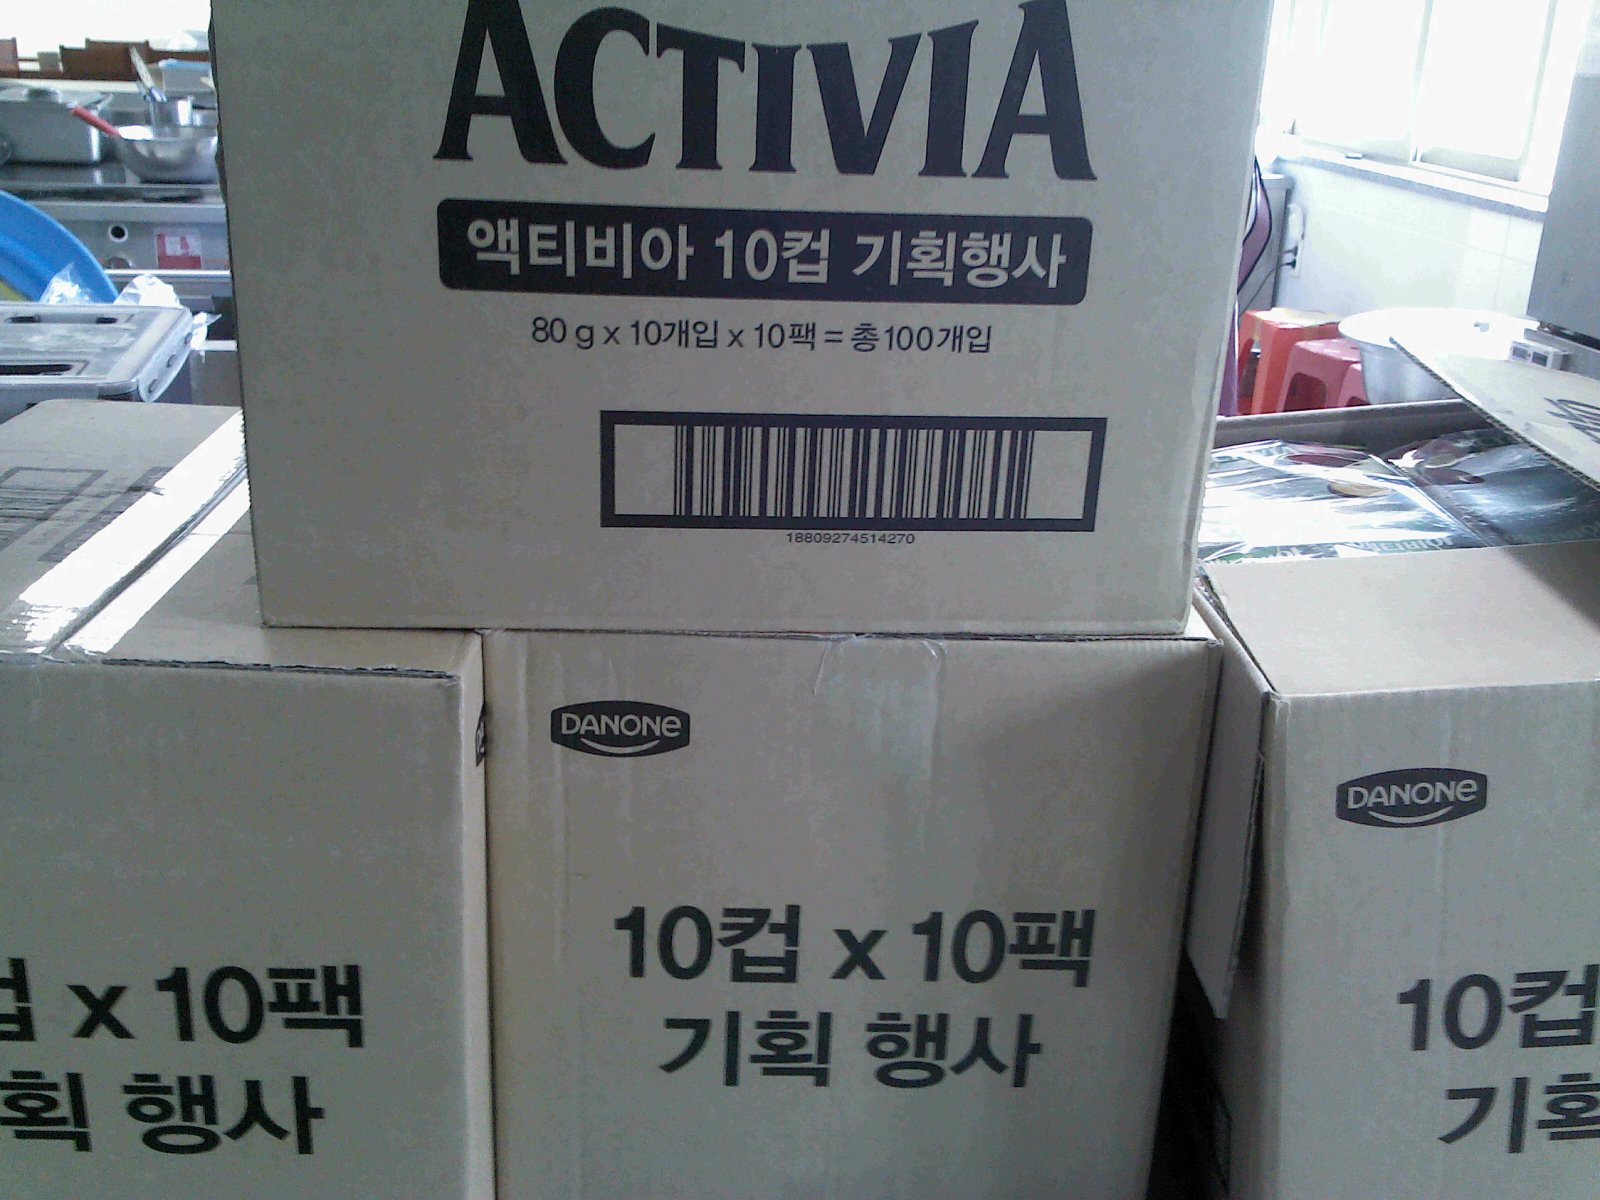 ACTIVIA
액티비아 10컵 기획행사
80 g x 10개입 x 10팩 = 총100개입
18809274514270
DANONE
10컵 x 10팩
기획 행사
DANONE
10컵
기획
컵 x 10팩
획 행사